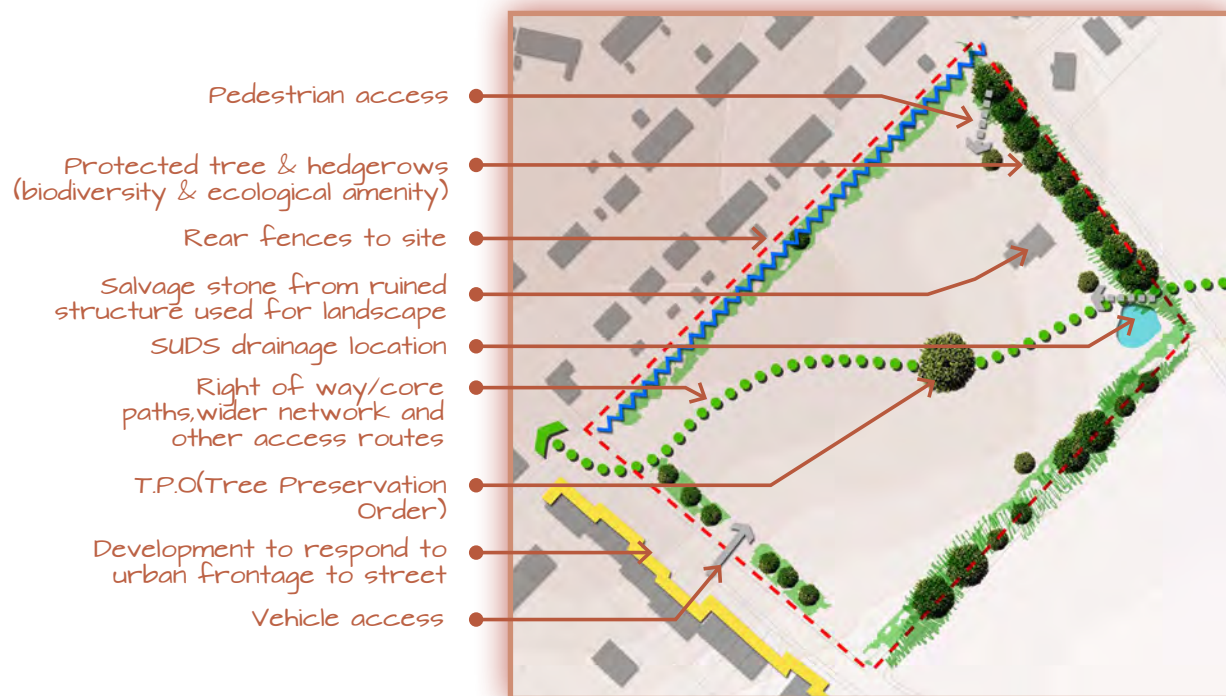 Pedestrian access
Protected tree & hedgerows
(biodiversity & ecological amenity)
Rear fences to site
Salvage stone from ruined
structure used for landscape
SUDS drainage location
Right of way/core
paths,wider network and
other access routes
T.P.O(Tree Preservation
Order)
Development to respond to
urban frontage to street
Vehicle access